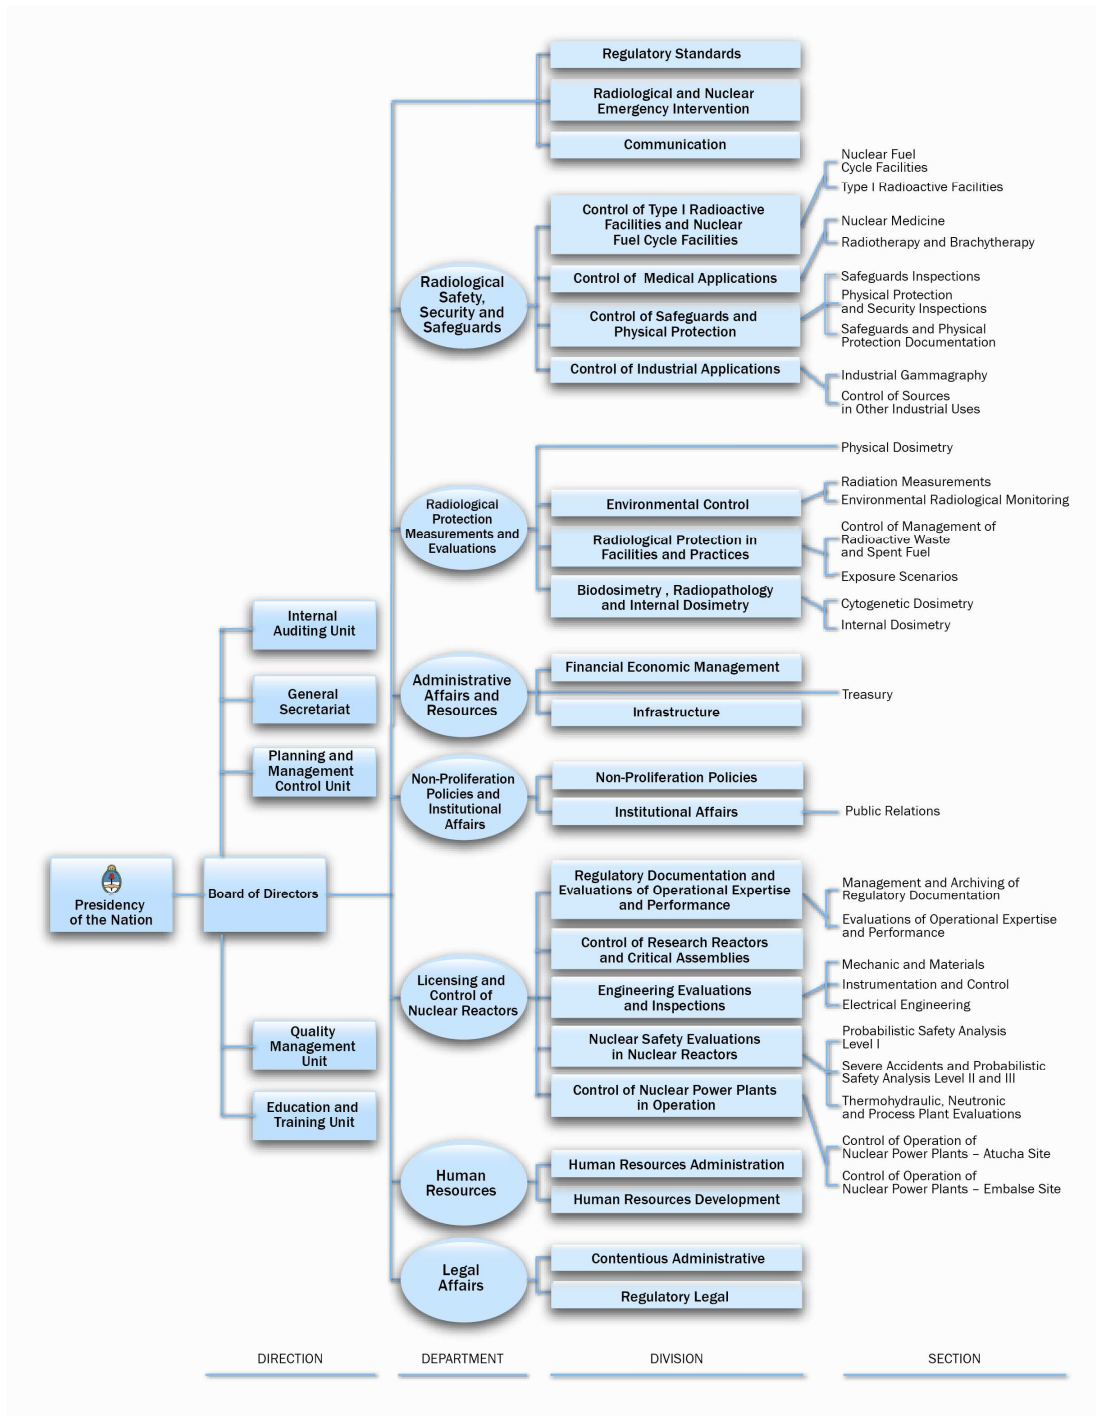 Regulatory Standards
Radiological and Nuclear
Emergency Intervention
Communication
Nuclear Fuel
Cycle Facilities
Type I Radioactive Facilities
Control of Type I Radioactive
Facilities and Nuclear
Fuel Cycle Facilities
Nuclear Medicine
Radiotherapy and Brachytherapy
Radiological
Safety,
Security and
Safeguards
Control of Medical Applications
Safeguards Inspections
Physical Protection
and Security Inspections
Safeguards and Physical
Protection Documentation
Control of Safeguards and
Physical Protection
Control of Industrial Applications
Industrial Gammagraphy
Control of Sources
in Other Industrial Uses
Physical Dosimetry
Radiological
Protection
Measurements and
Evaluations
Environmental Control
Radiation Measurements
Environmental Radiological Monitoring
Radiological Protection in
Facilities and Practices
Control of Management of
Radioactive Waste
and Spent Fuel
Exposure Scenarios
Biodosimetry , Radiopathology
and Internal Dosimetry
Cytogenetic Dosimetry
Internal Dosimetry
Internal
Auditing Unit
General
Secretariat
Planning and
Management
Control Unit
Administrative
Affairs and
Resources
Financial Economic Management
Treasury
Infrastructure
Non-Proliferation
Policies and
Institutional
Affairs
Non-Proliferation Policies
Institutional Affairs
Public Relations
Presidency
of the Nation
Board of Directors
Regulatory Documentation and
Evaluations of Operational Expertise
and Performance
Management and Archiving of
Regulatory Documentation
Evaluations of Operational Expertise
and Performance
Licensing and
Control of
Nuclear Reactors
Control of Research Reactors
and Critical Assemblies
Engineering Evaluations
and Inspections
Mechanic and Materials
Instrumentation and Control
Electrical Engineering
Nuclear Safety Evaluations
in Nuclear Reactors
Probabilistic Safety Analysis
Level I
Severe Accidents and Probabilistic
Safety Analysis Level II and III
Thermohydraulic, Neutronic
and Process Plant Evaluations
Control of Nuclear Power Plants
in Operation
Control of Operation of
Nuclear Power Plants – Atucha Site
Control of Operation of
Nuclear Power Plants – Embalse Site
Quality
Management
Unit
Education and
Training Unit
Human
Resources
Human Resources Administration
Human Resources Development
Legal
Affairs
Contentious Administrative
Regulatory Legal
DIRECTION
DEPARTMENT
DIVISION
SECTION